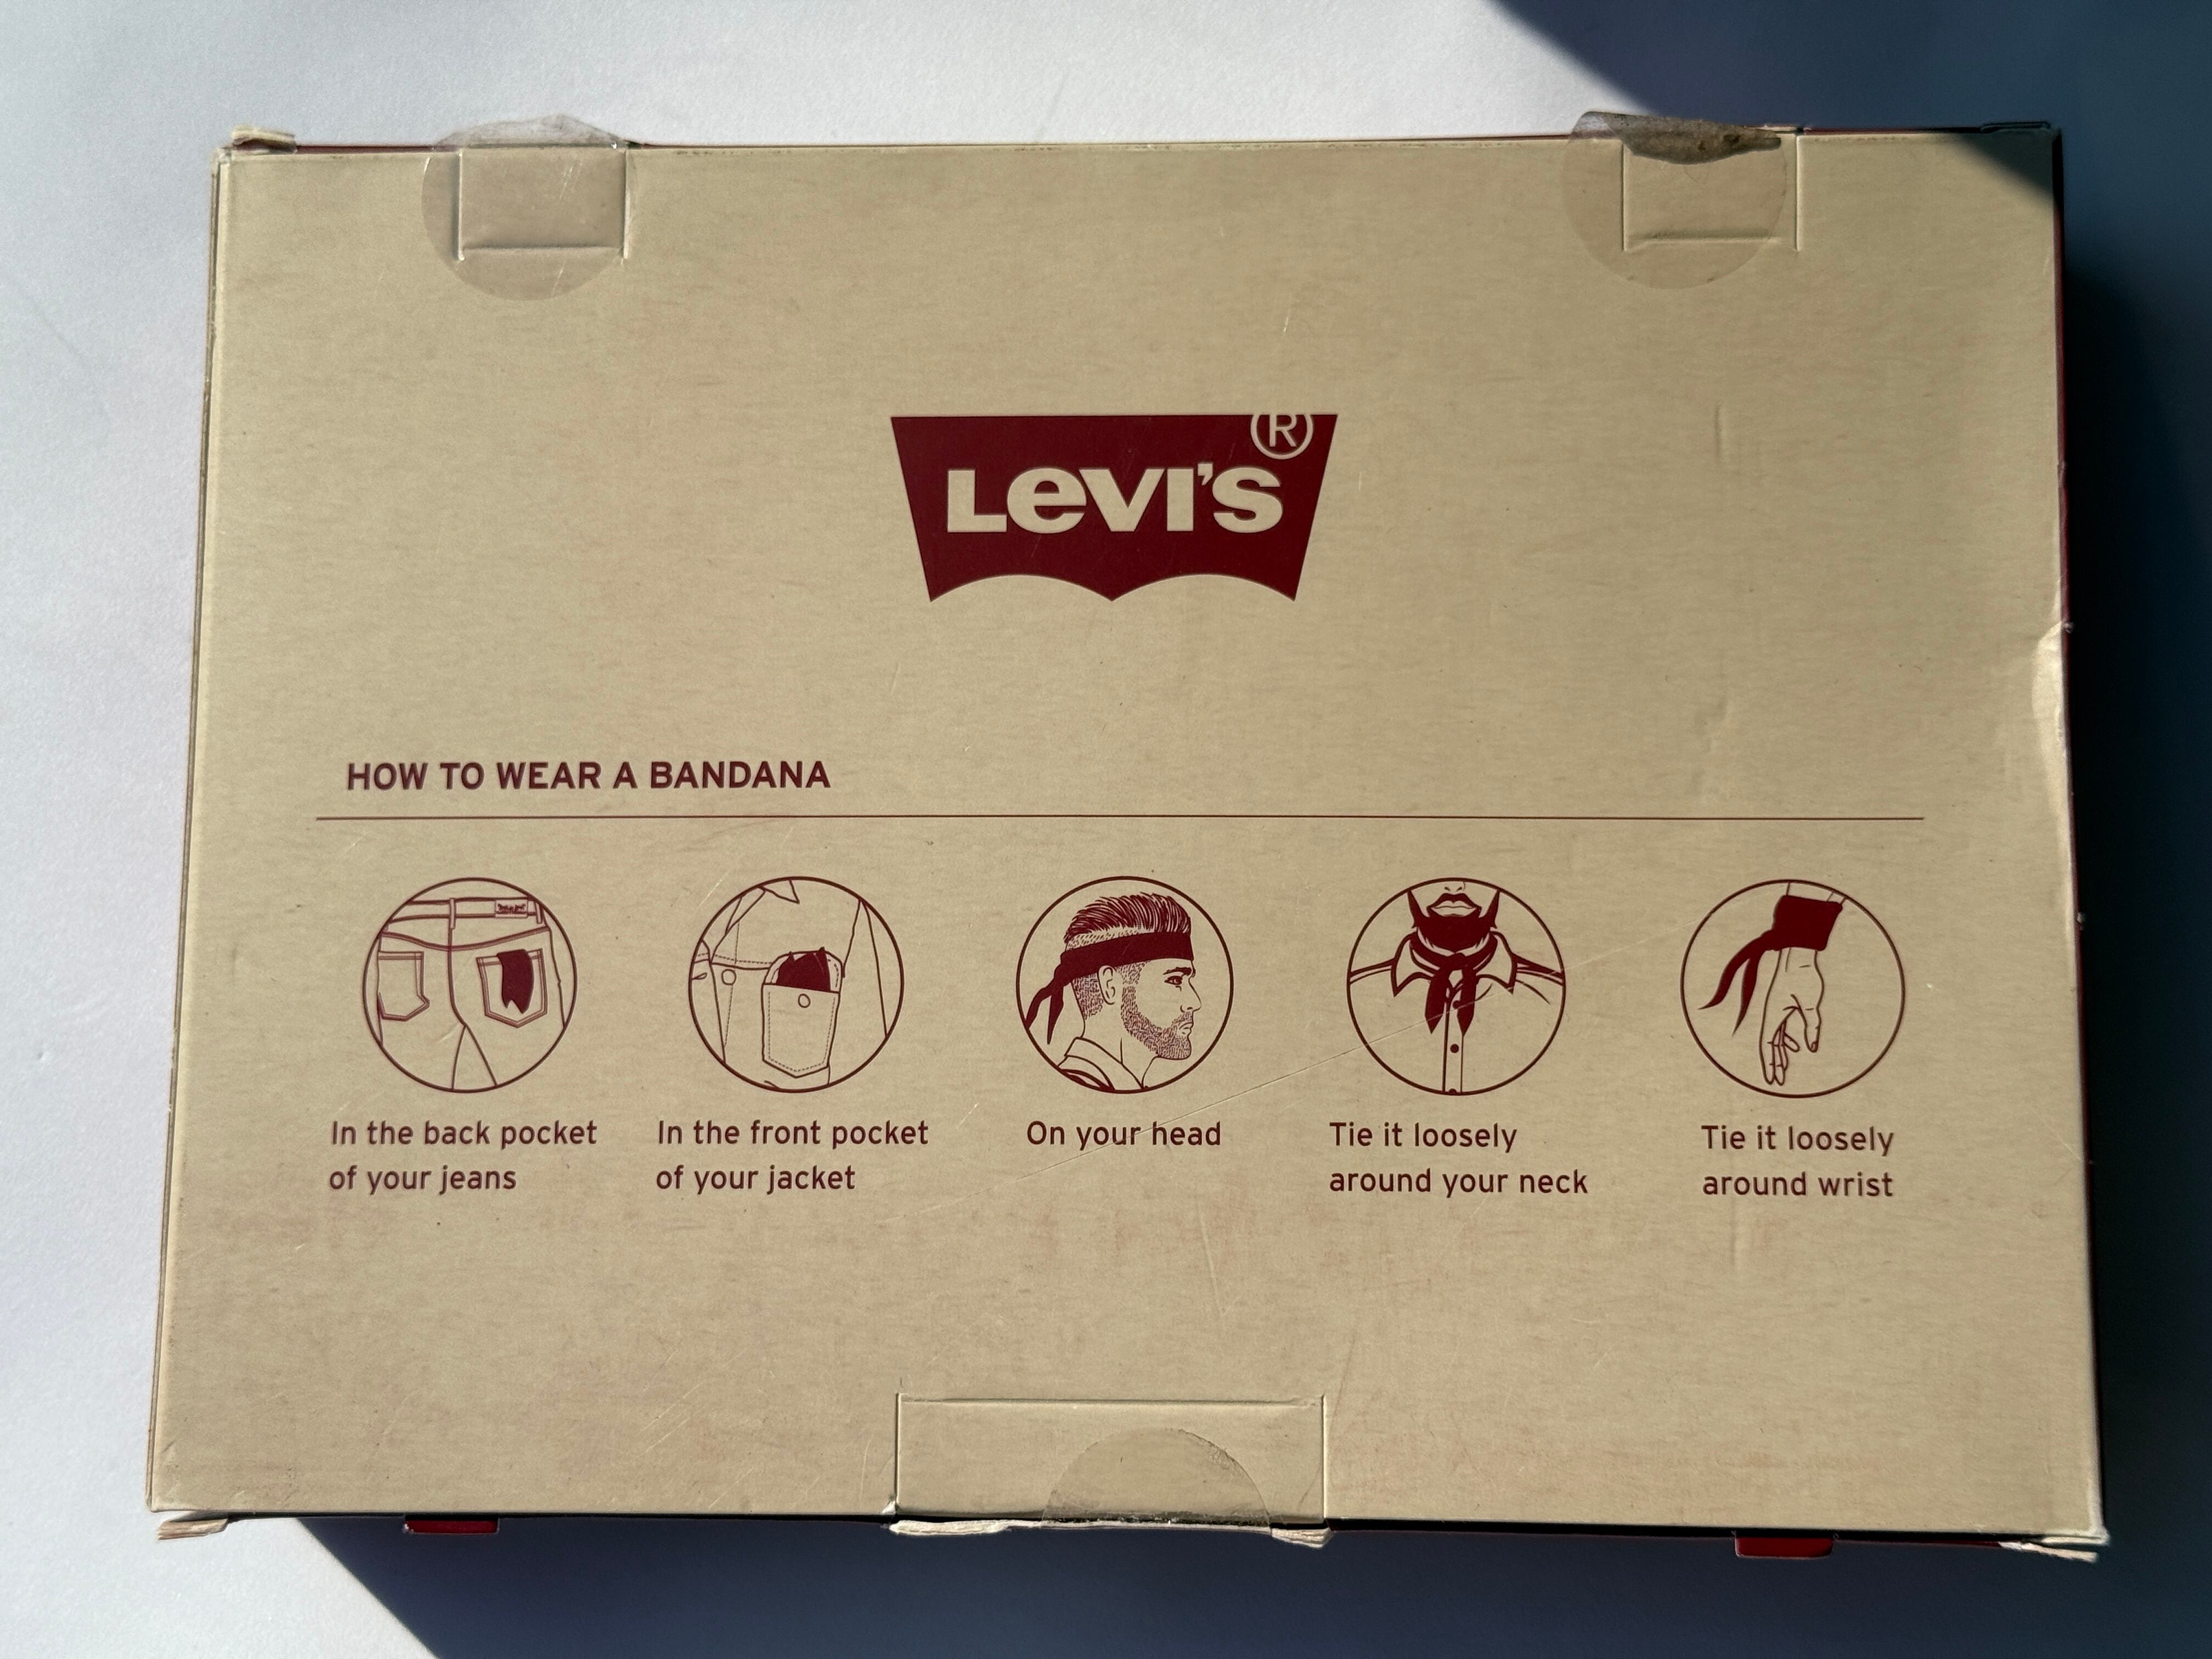 LEVI'S®
HOW TO WEAR A BANDANA
In the back pocket
of your jeans
In the front pocket
of your jacket
On your head
Tie it loosely
around your neck
Tie it loosely
around wrist